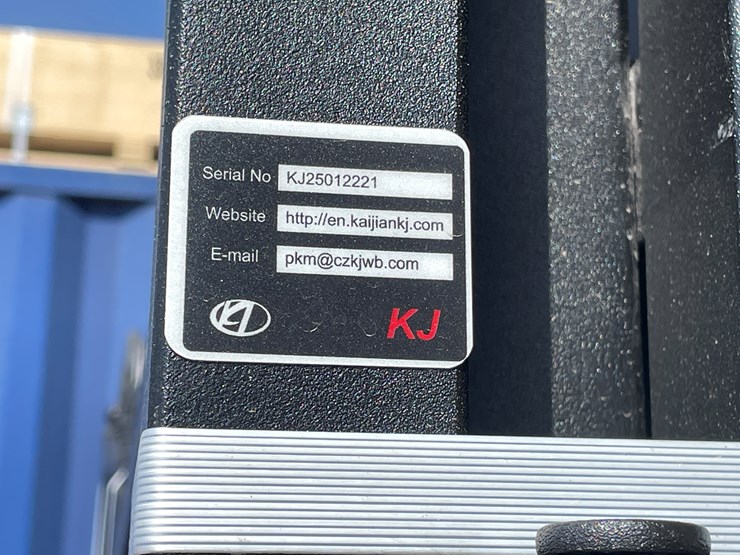 Serial No KJ25012221
Website http://en.kaijiankj.com
E-mail pkm@czkjwb.com
KJ